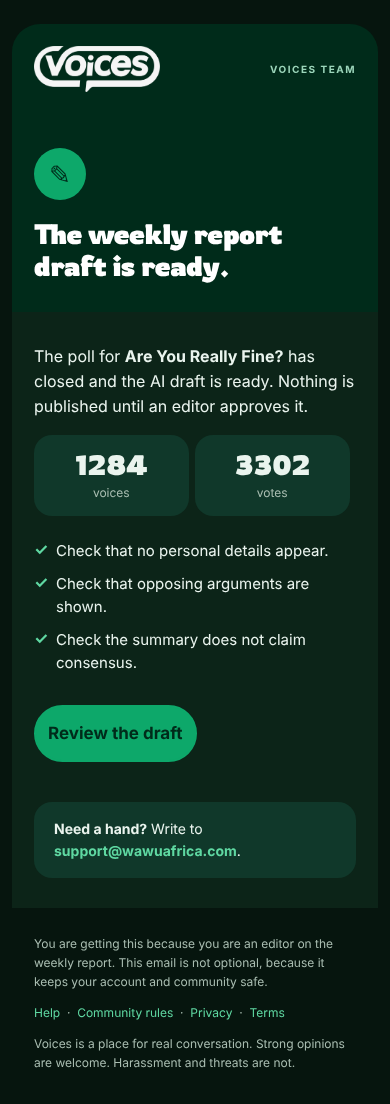 voices
VOICES TEAM
The weekly report
draft is ready.
The poll for Are You Really Fine? has
closed and the AI draft is ready. Nothing is
published until an editor approves it.
1284
voices
3302
votes
Check that no personal details appear.
Check that opposing arguments are
shown.
Check the summary does not claim
consensus.
Review the draft
Need a hand? Write to
support@wawuafrica.com.
You are getting this because you are an editor on the
weekly report. This email is not optional, because it
keeps your account and community safe.
Help · Community rules · Privacy · Terms
Voices is a place for real conversation. Strong opinions
are welcome. Harassment and threats are not.